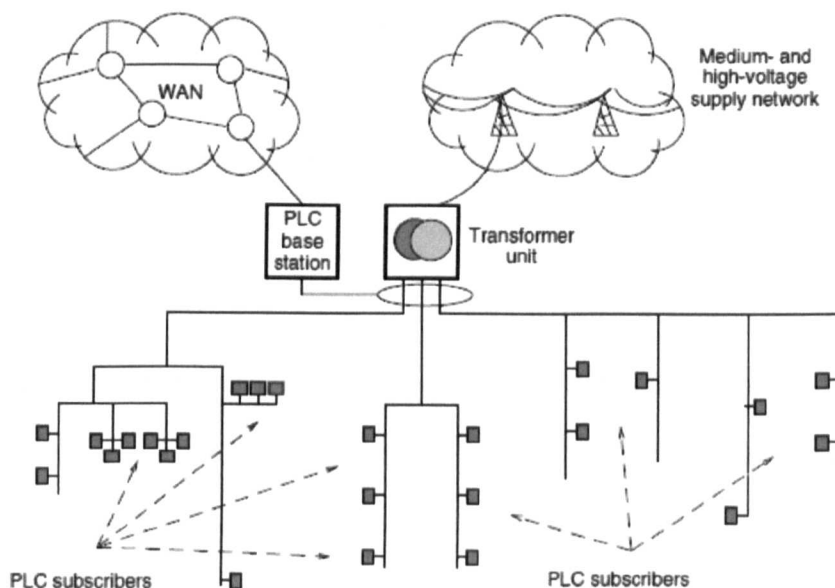 WAN
Medium- and
high-voltage
supply network
PLC
base
station
Transformer
unit
PLC subscribers
PLC subscribers